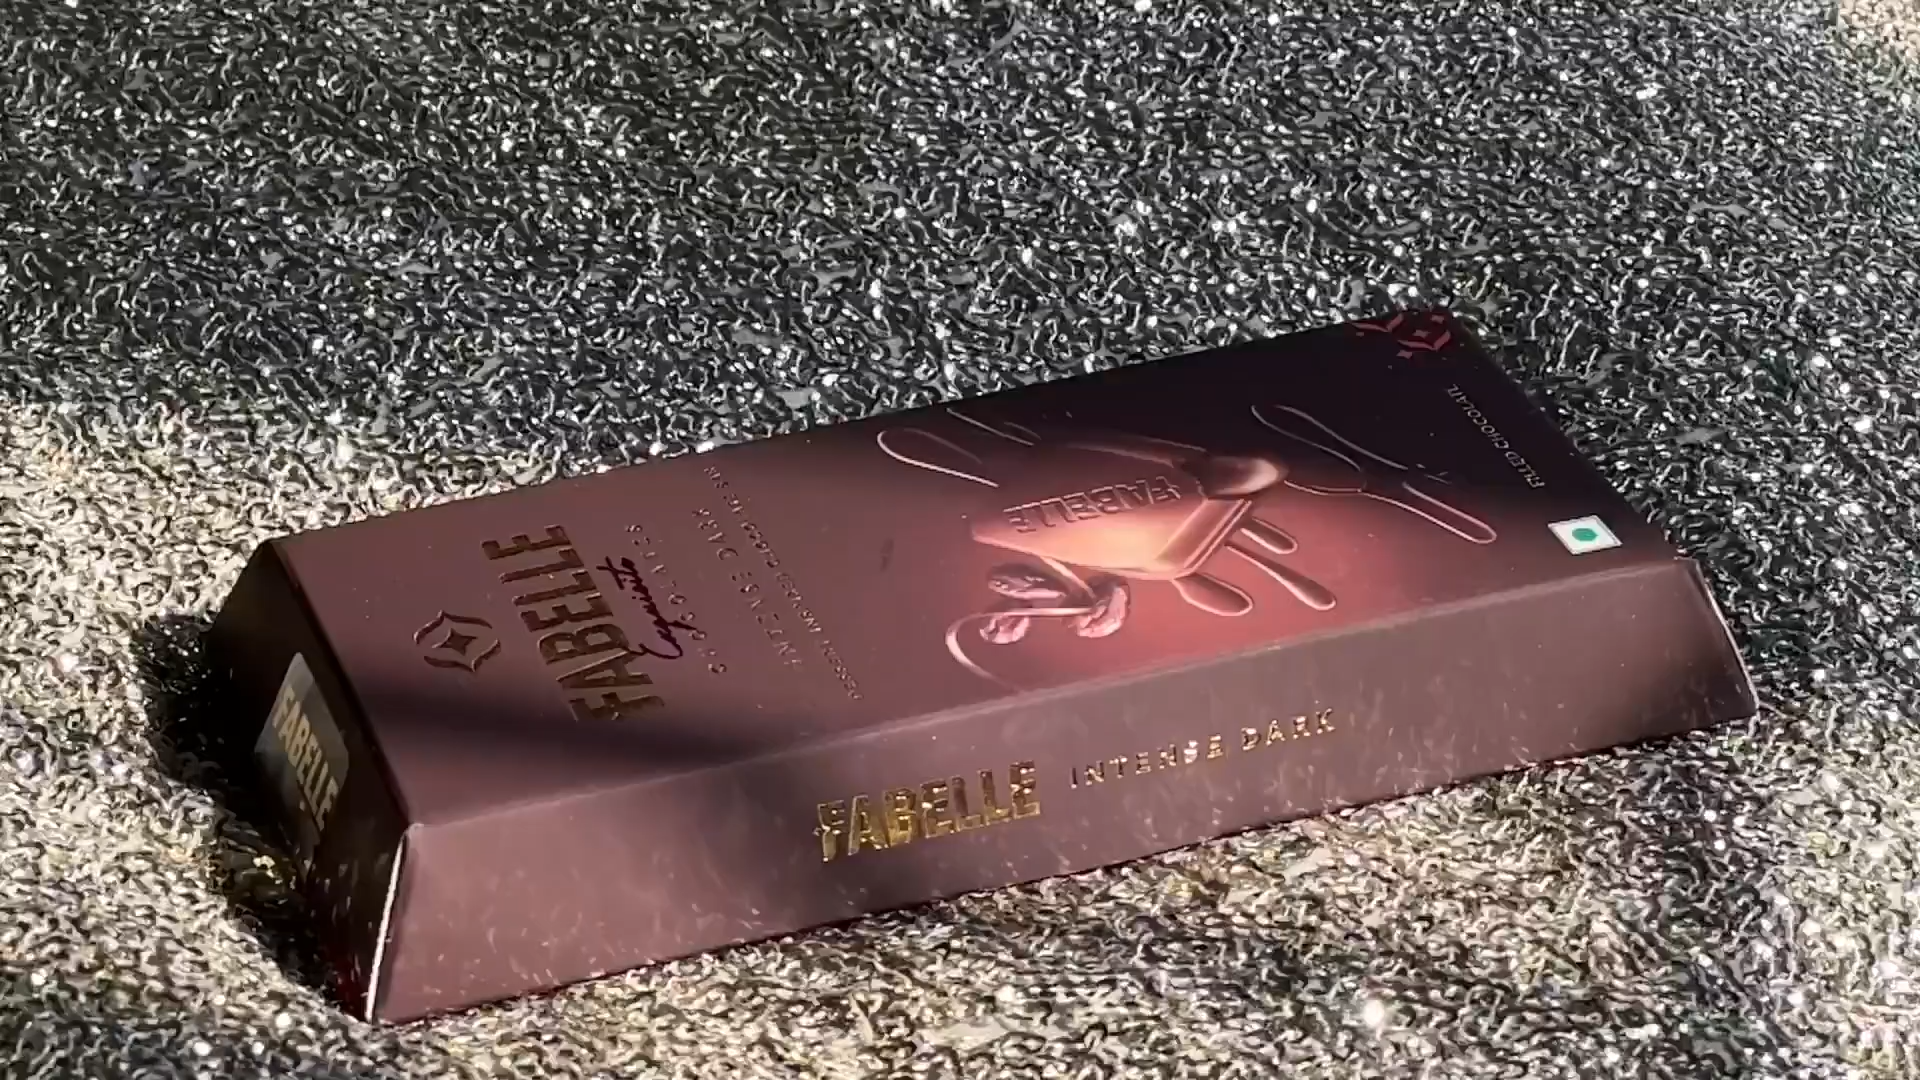 FABELLE
Exquisite
CHOCOLATES
INTENSE DARK
FABELLE
FILLED CHOCOLATE
FABELLE INTENSE DARK
FABELLE